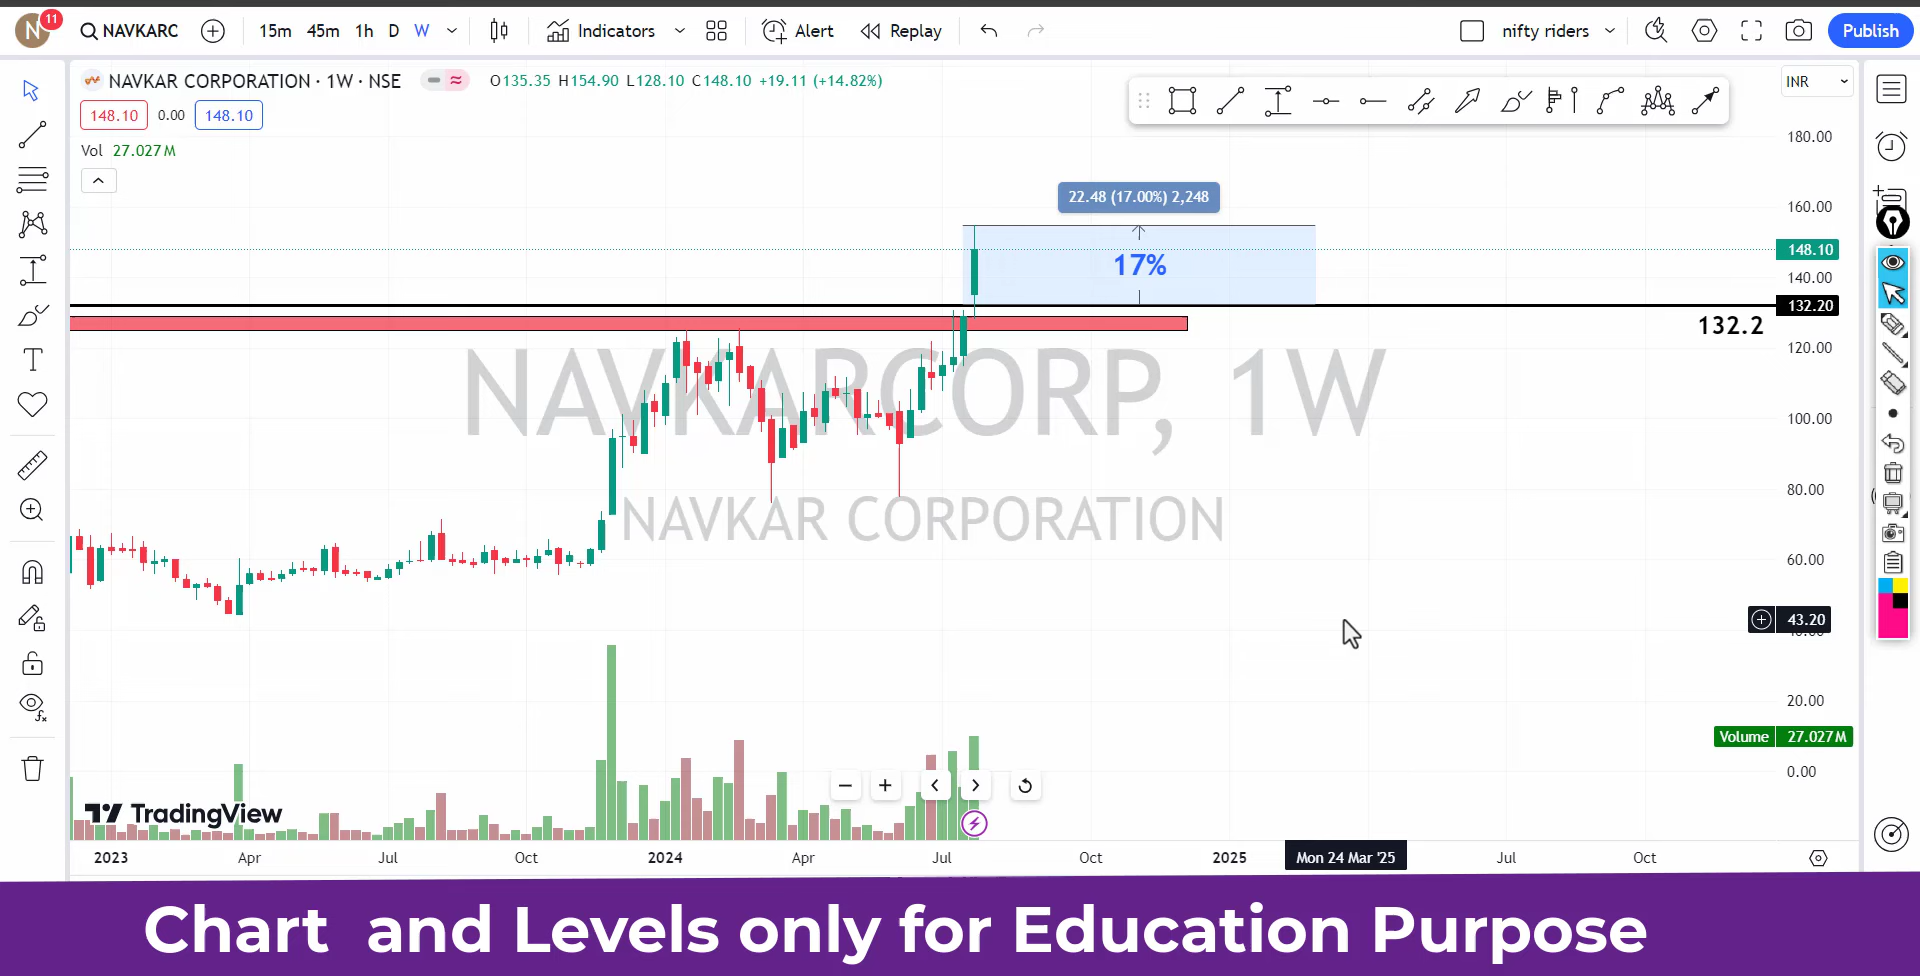 N 11 NAVKARC 15m 45m 1h D W Indicators Alert Replay nifty riders Publish
NAVKAR CORPORATION · 1W · NSE O135.35 H154.90 L128.10 C148.10 +19.11 (+14.82%) INR
148.10 0.00 148.10
Vol 27.027M
180.00
22.48 (17.00%) 2,248
160.00
148.10
17%
140.00
132.20
132.2
120.00
NAVKARCORP, 1W
100.00
80.00
NAVKAR CORPORATION
60.00
43.20
20.00
Volume 27.027M
0.00
TradingView
2023 Apr Jul Oct 2024 Apr Jul Oct 2025 Mon 24 Mar '25 Jul Oct
Chart and Levels only for Education Purpose